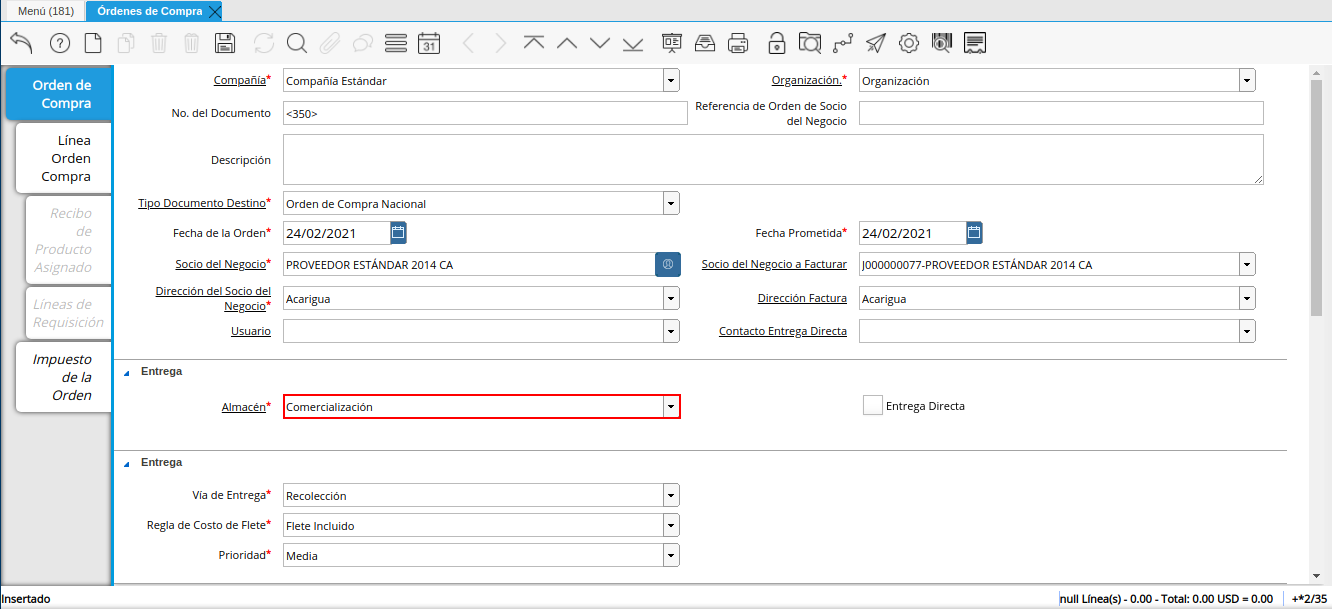 Menú (181)
Órdenes de Compra
31
Orden de
Compra
Línea
Orden
Compra
Recibo
de
Producto
Asignado
Líneas de
Requisición
Impuesto
de la
Orden
Compañía* Compañía Estándar
Organización.* Organización
No. del Documento <350>
Referencia de Orden de Socio
del Negocio
Descripción
Tipo Documento Destino* Orden de Compra Nacional
Fecha de la Orden* 24/02/2021
Fecha Prometida* 24/02/2021
Socio del Negocio* PROVEEDOR ESTÁNDAR 2014 CA
Socio del Negocio a Facturar J000000077-PROVEEDOR ESTÁNDAR 2014 CA
Dirección del Socio del
Negocio* Acarigua
Dirección Factura Acarigua
Usuario
Contacto Entrega Directa
Entrega
Almacén* Comercialización
Entrega Directa
Entrega
Vía de Entrega* Recolección
Regla de Costo de Flete* Flete Incluido
Prioridad* Media
Insertado
null Línea(s) - 0.00 - Total: 0.00 USD = 0.00
+*2/35